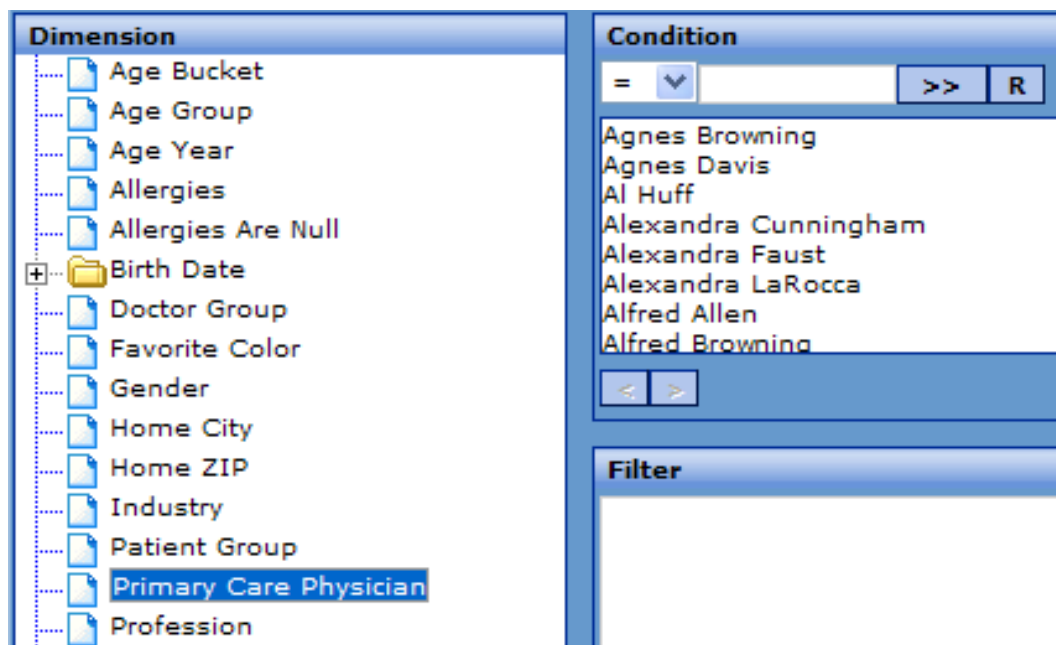 Dimension
Age Bucket
Age Group
Age Year
Allergies
Allergies Are Null
Birth Date
Doctor Group
Favorite Color
Gender
Home City
Home ZIP
Industry
Patient Group
Primary Care Physician
Profession
Condition
= >> R
Agnes Browning
Agnes Davis
Al Huff
Alexandra Cunningham
Alexandra Faust
Alexandra LaRocca
Alfred Allen
Alfred Browning
< >
Filter